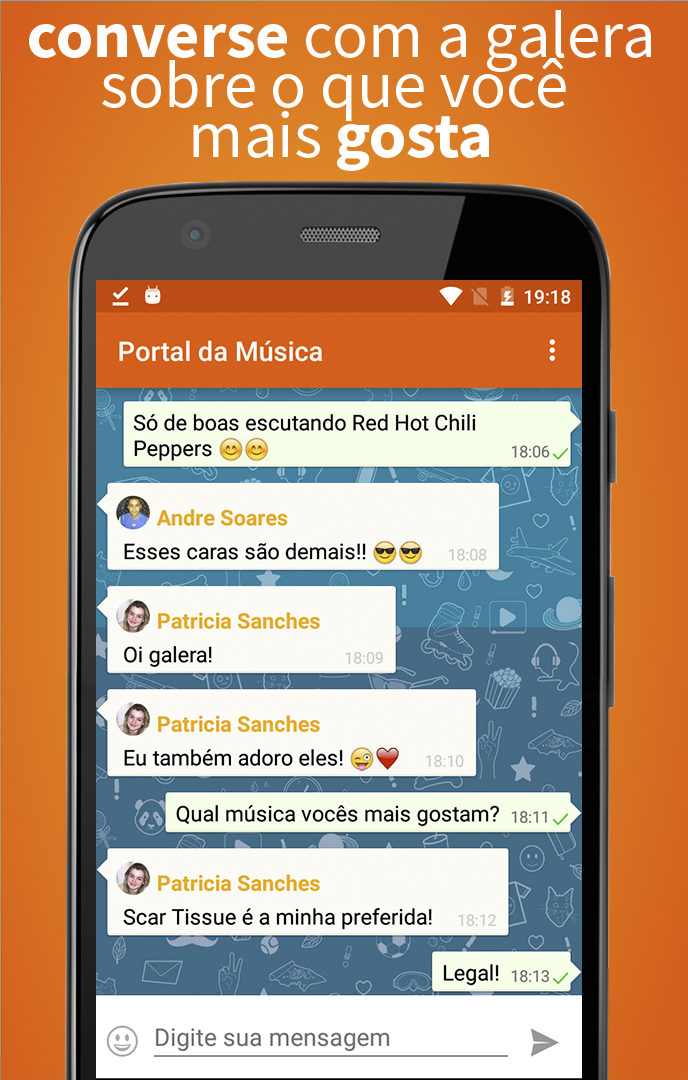 converse com a galera
sobre o que você
mais gosta
19:18
Portal da Música
Só de boas escutando Red Hot Chili
Peppers 😊😊
18:06
Andre Soares
Esses caras são demais!! 😎😎
18:08
Patricia Sanches
Oi galera!
18:09
Patricia Sanches
Eu também adoro eles! 😜❤️
18:10
Qual música vocês mais gostam?
18:11
Patricia Sanches
Scar Tissue é a minha preferida!
18:12
Legal!
18:13
Digite sua mensagem